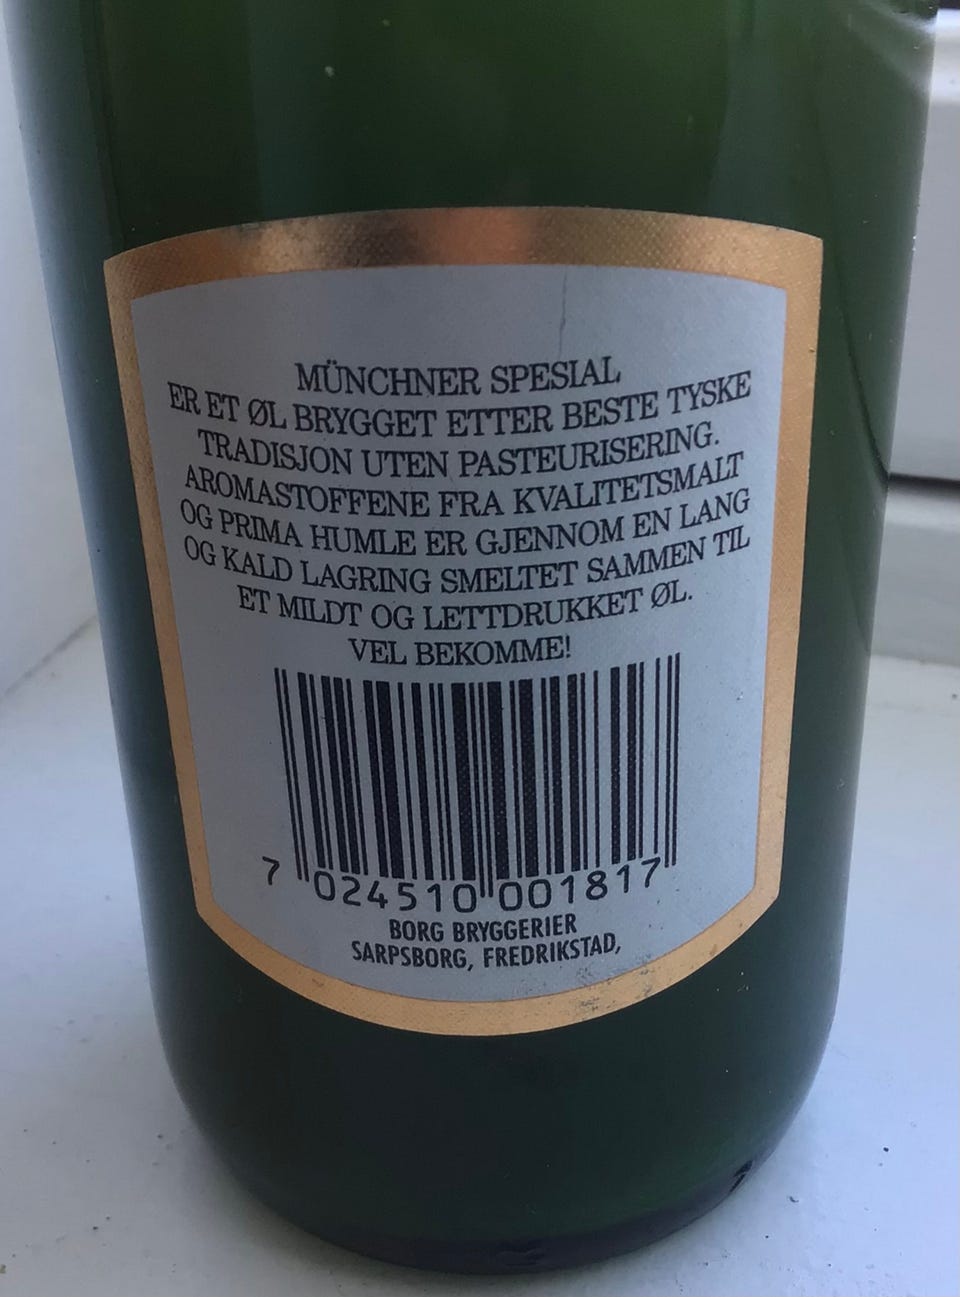 MÜNCHNER SPESIAL
ER ET ØL BRYGGET ETTER BESTE TYSKE
TRADISJON UTEN PASTEURISERING.
AROMASTOFFENE FRA KVALITETSMALT
OG PRIMA HUMLE ER GJENNOM EN LANG
OG KALD LAGRING SMELTET SAMMEN TIL
ET MILDT OG LETTDRUKKET ØL.
VEL BEKOMME!
7 024510 001817
BORG BRYGGERIER
SARPSBORG, FREDRIKSTAD,